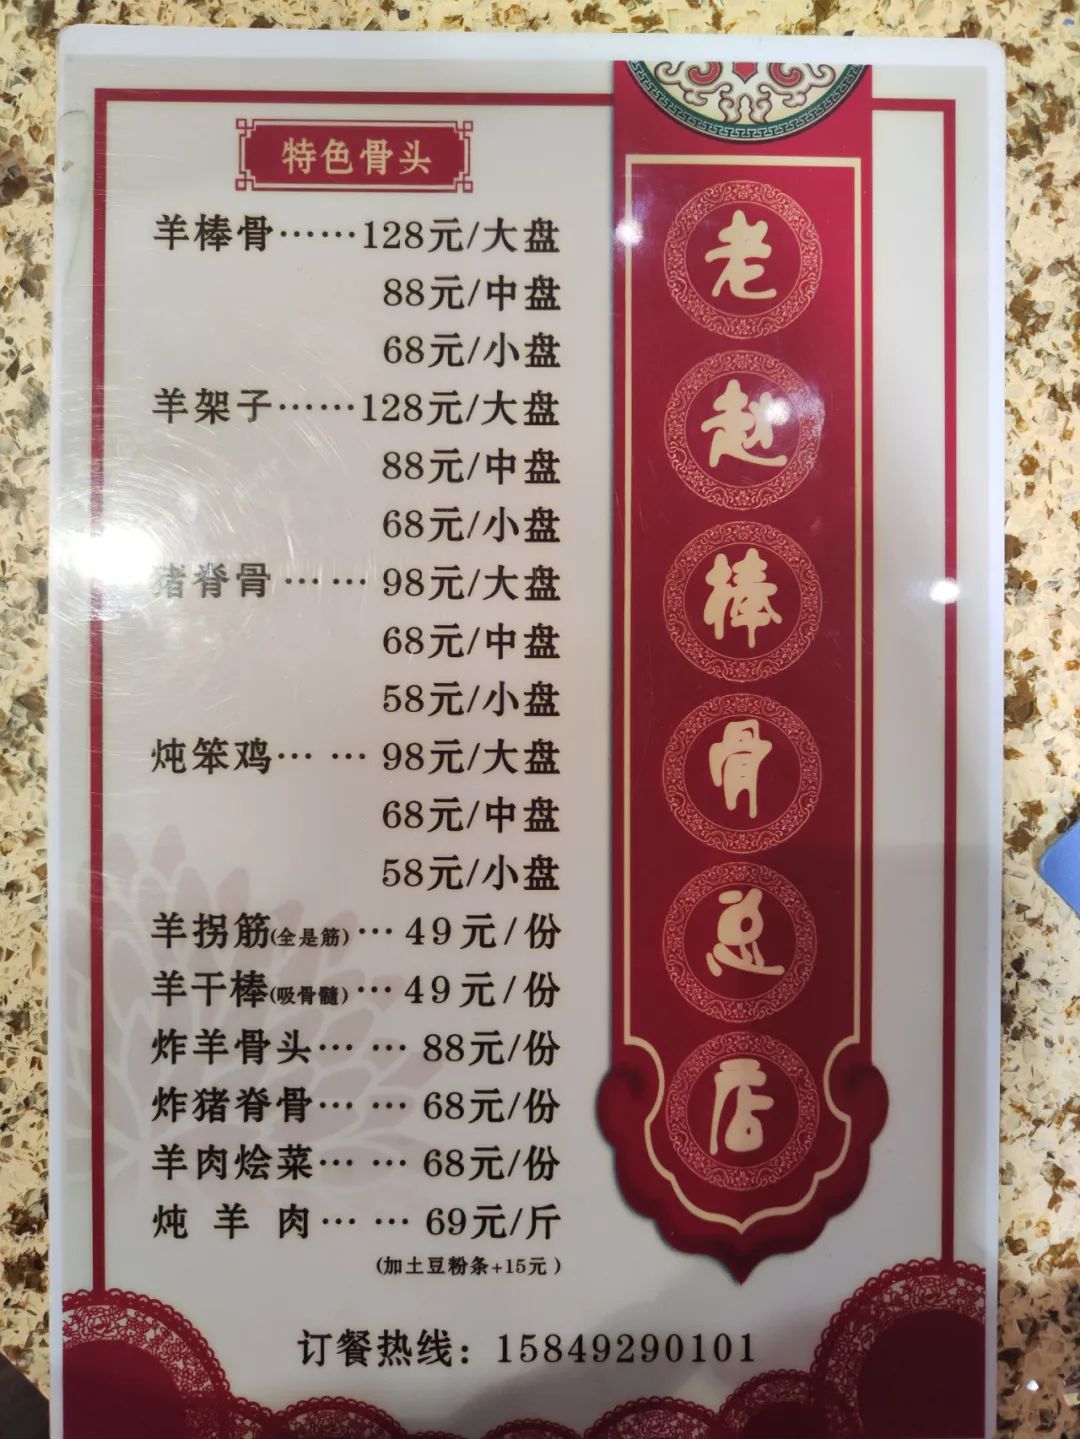 特色骨头
羊棒骨……128元/大盘
88元/中盘
68元/小盘
羊架子……128元/大盘
88元/中盘
68元/小盘
猪脊骨……98元/大盘
68元/中盘
58元/小盘
炖笨鸡……98元/大盘
68元/中盘
58元/小盘
羊拐筋(全是筋)…49元/份
羊干棒(吸骨髓)…49元/份
炸羊骨头……88元/份
炸猪脊骨……68元/份
羊肉烩菜……68元/份
炖羊肉……69元/斤
(加土豆粉条+15元)
老赵棒骨总店
订餐热线：15849290101